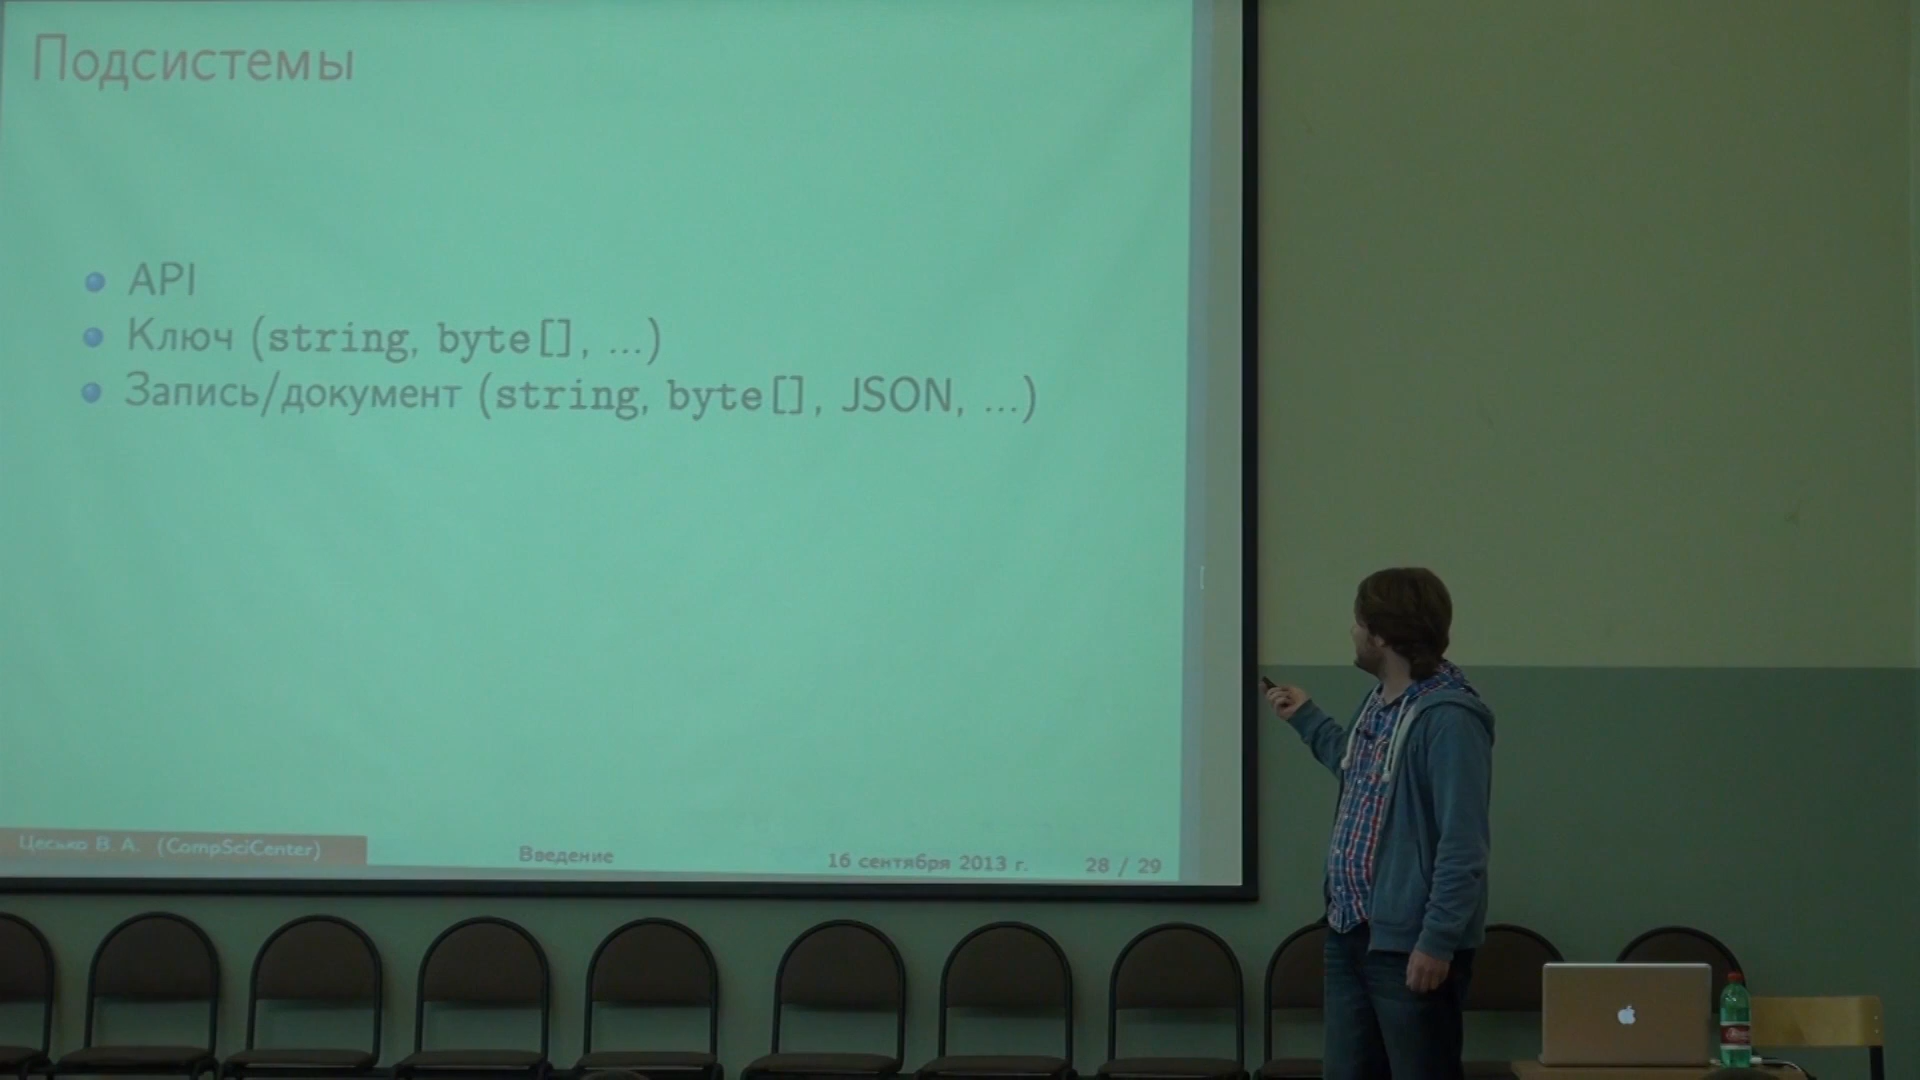 Подсистемы
API
Ключ (string, byte[], ...)
Запись/документ (string, byte[], JSON, ...)
Цесько В. А. (CompSciCenter)
Введение
16 сентября 2013 г.
28 / 29